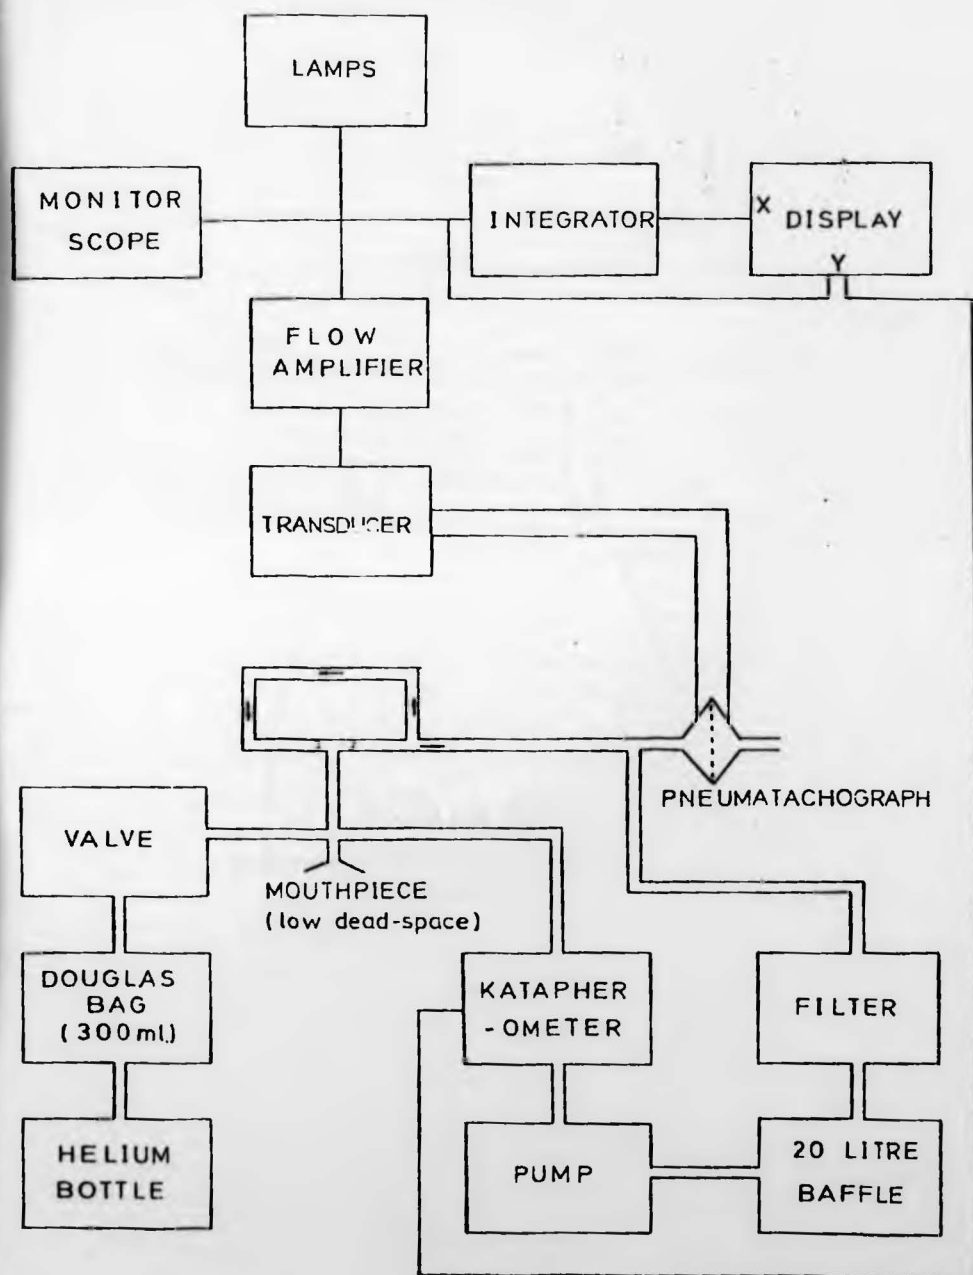 LAMPS
MONITOR
SCOPE
INTEGRATOR
X
DISPLAY
Y
FLOW
AMPLIFIER
TRANSDUCER
PNEUMATACHOGRAPH
VALVE
MOUTHPIECE
(low dead-space)
DOUGLAS
BAG
(300ml.)
KATAPHER
-OMETER
FILTER
HELIUM
BOTTLE
PUMP
20 LITRE
BAFFLE